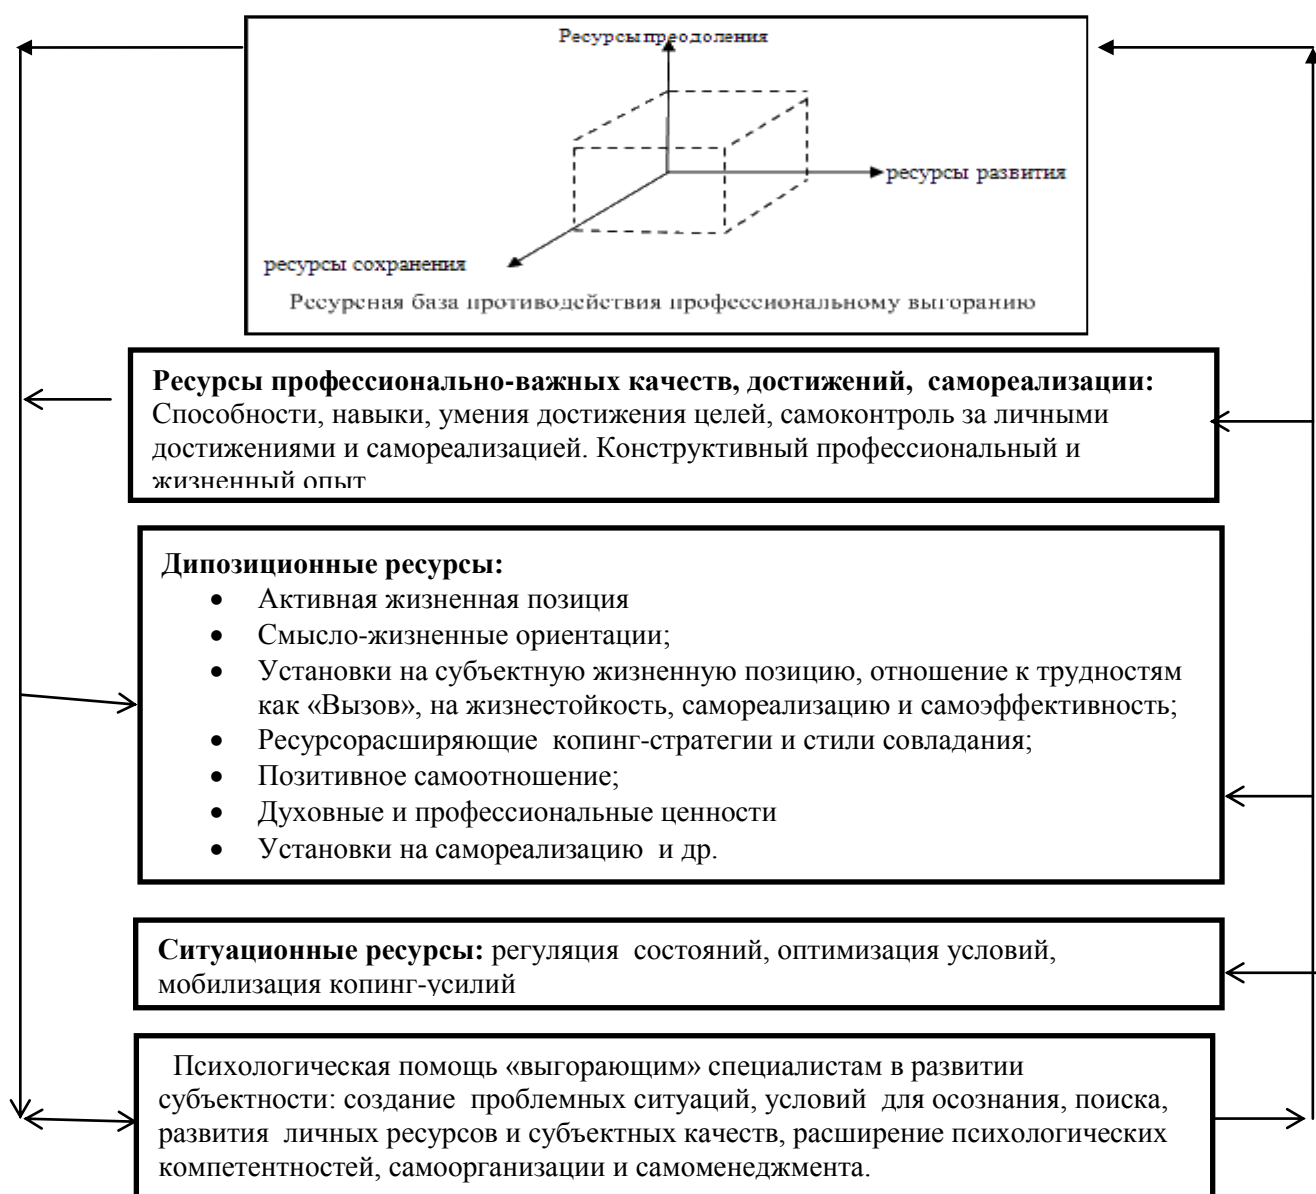 Ресурсы преодоления
ресурсы развития
ресурсы сохранения
Ресурсная база противодействия профессиональному выгоранию
Ресурсы профессионально-важных качеств, достижений, самореализации:
Способности, навыки, умения достижения целей, самоконтроль за личными
достижениями и самореализацией. Конструктивный профессиональный и
жизненный опыт
Дипозиционные ресурсы:
• Активная жизненная позиция
• Смысло-жизненные ориентации;
• Установки на субъектную жизненную позицию, отношение к трудностям
как «Вызов», на жизнестойкость, самореализацию и самоэффективность;
• Ресурсорасширяющие копинг-стратегии и стили совладания;
• Позитивное самоотношение;
• Духовные и профессиональные ценности
• Установки на самореализацию и др.
Ситуационные ресурсы: регуляция состояний, оптимизация условий,
мобилизация копинг-усилий
Психологическая помощь «выгорающим» специалистам в развитии
субъектности: создание проблемных ситуаций, условий для осознания, поиска,
развития личных ресурсов и субъектных качеств, расширение психологических
компетентностей, самоорганизации и самоменеджмента.